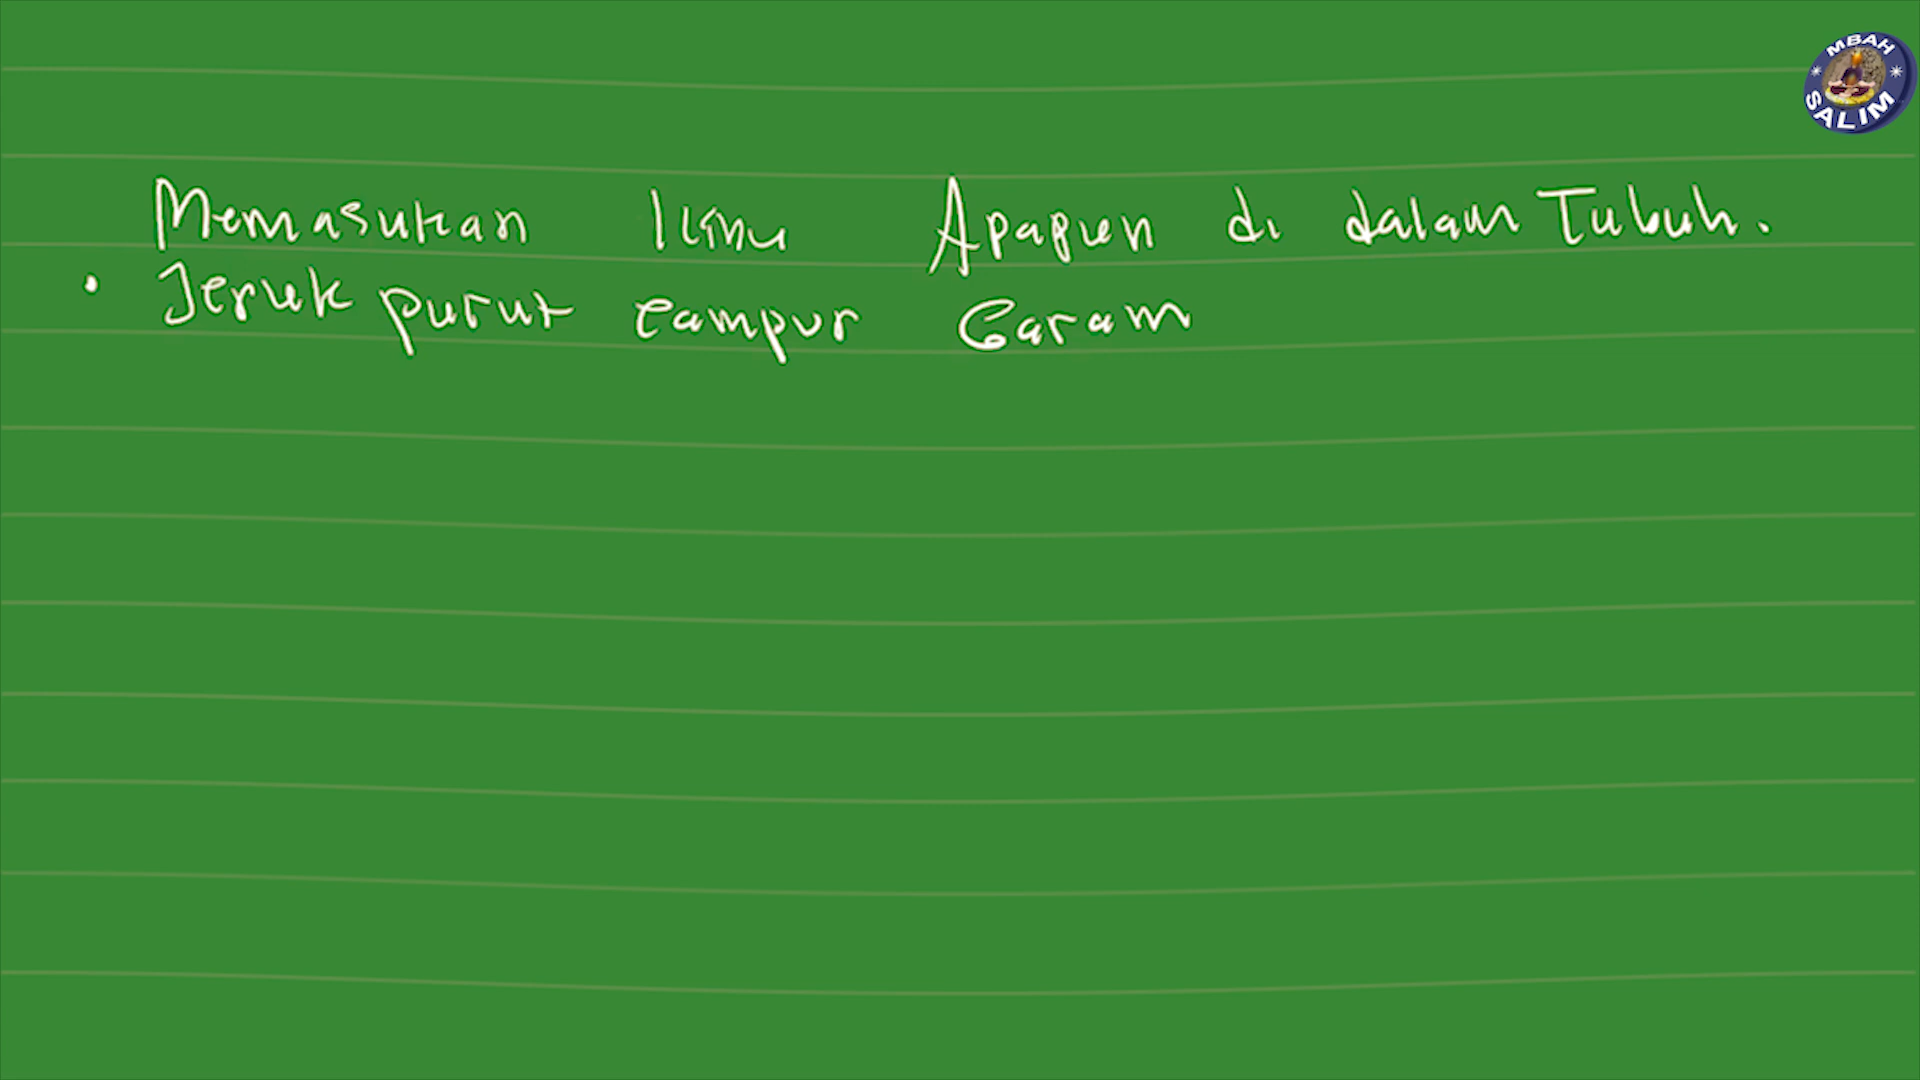 MBAH
SALIM
Memasukan Ilmu Apapun di dalam Tubuh.
• Jeruk purut campur Garam